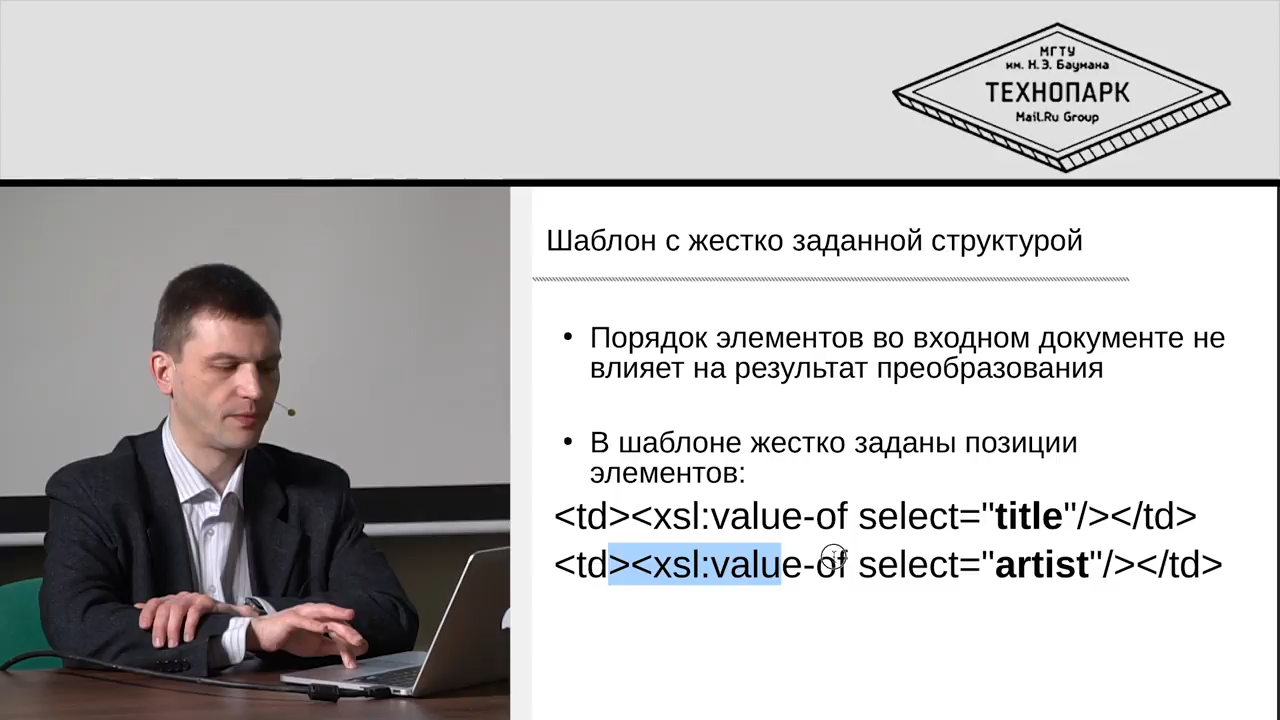 МГТУ
им. Н.Э. Баумана
ТЕХНОПАРК
Mail.Ru Group
Шаблон с жестко заданной структурой
• Порядок элементов во входном документе не
влияет на результат преобразования
• В шаблоне жестко заданы позиции
элементов:
<td><xsl:value-of select="title"/></td>
<td><xsl:value-of select="artist"/></td>